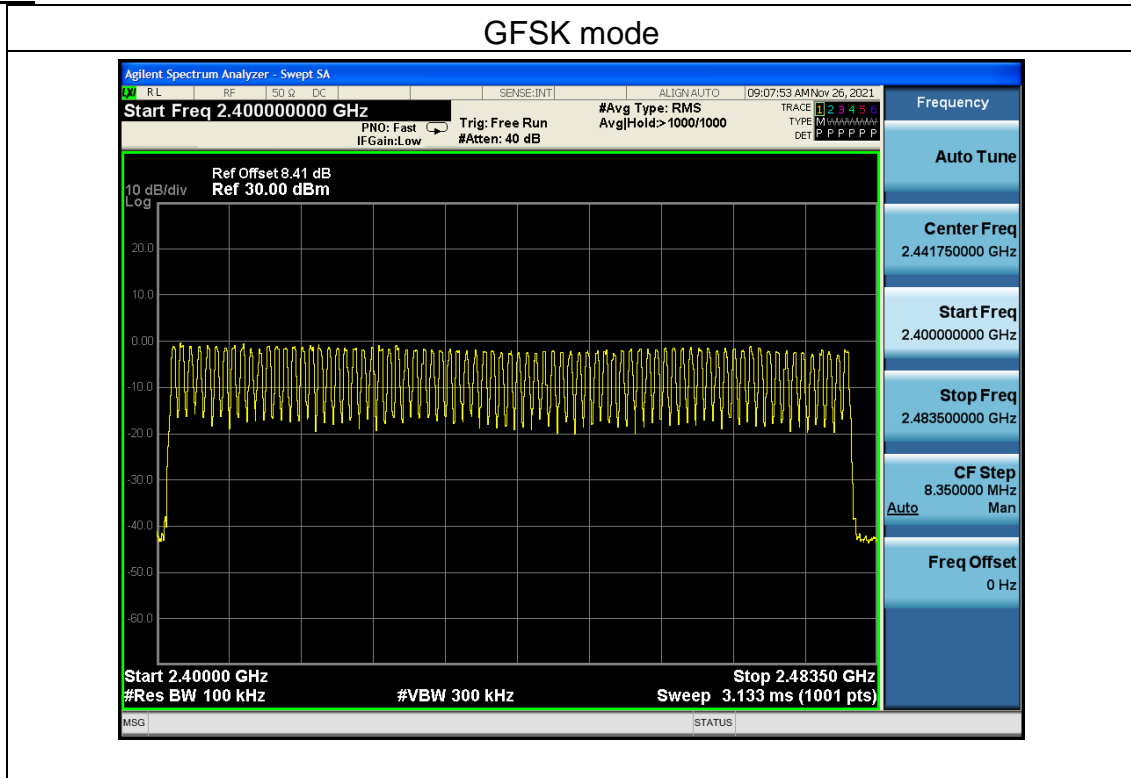 GFSK mode
Agilent Spectrum Analyzer - Swept SA
LXI RL RF 50 Ω DC SENSE:INT ALIGN AUTO 09:07:53 AM Nov 26, 2021
Start Freq 2.400000000 GHz
PNO: Fast
IFGain:Low
Trig: Free Run
#Atten: 40 dB
#Avg Type: RMS
Avg|Hold:> 1000/1000
TRACE 1 2 3 4 5 6
TYPE M
DET P P P P P P
Ref Offset 8.41 dB
10 dB/div Ref 30.00 dBm
Log
20.0
10.0
0.00
-10.0
-20.0
-30.0
-40.0
-50.0
-60.0
Start 2.40000 GHz Stop 2.48350 GHz
#Res BW 100 kHz #VBW 300 kHz Sweep 3.133 ms (1001 pts)
MSG STATUS
Frequency
Auto Tune
Center Freq
2.441750000 GHz
Start Freq
2.400000000 GHz
Stop Freq
2.483500000 GHz
CF Step
8.350000 MHz
Auto Man
Freq Offset
0 Hz